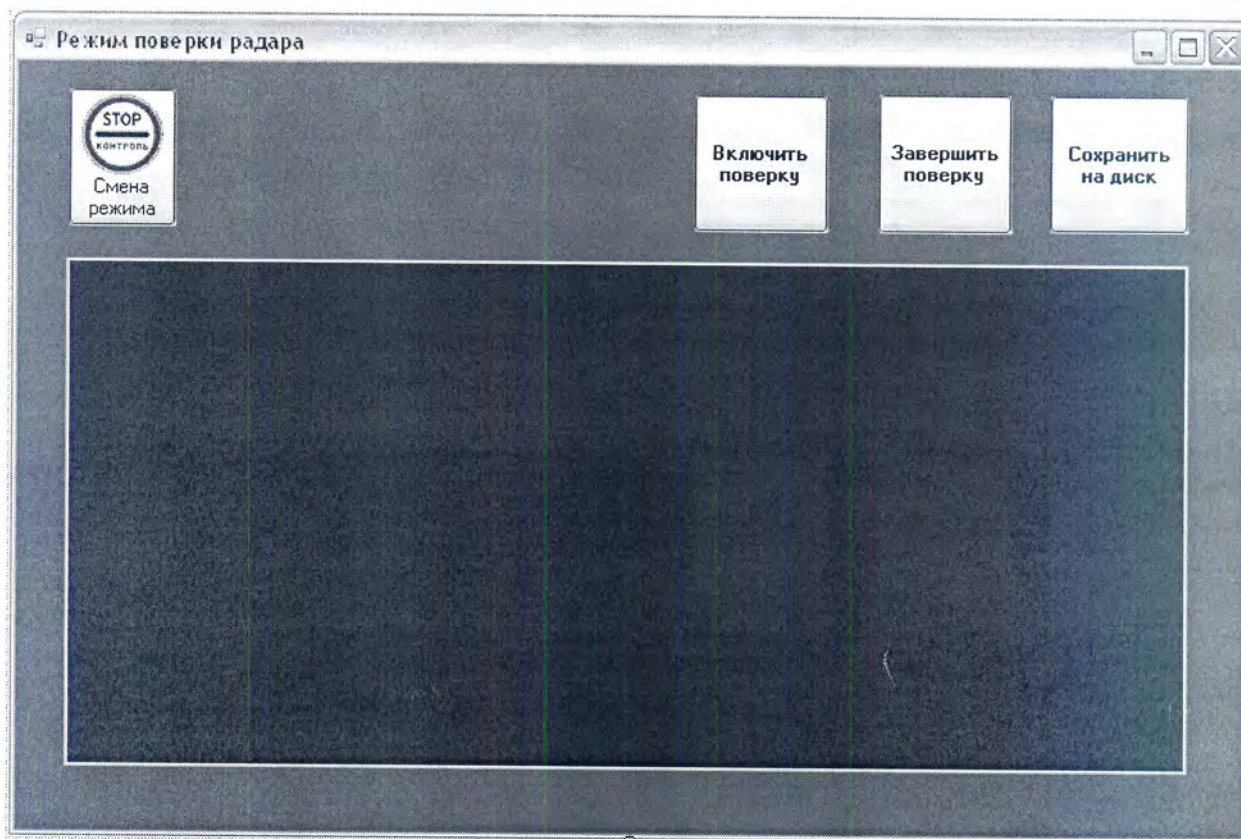 Режим поверки радара
STOP
контроль
Смена
режима
Включить
поверку
Завершить
поверку
Сохранить
на диск